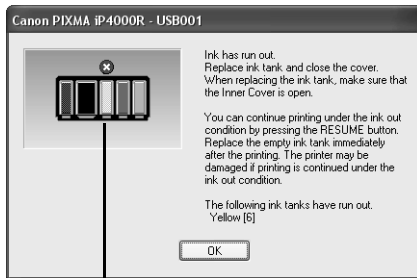 Canon PIXMA iP4000R - USB001
Ink has run out.
Replace ink tank and close the cover.
When replacing the ink tank, make sure that
the Inner Cover is open.
You can continue printing under the ink out
condition by pressing the RESUME button.
Replace the empty ink tank immediately
after the printing. The printer may be
damaged if printing is continued under the
ink out condition.
The following ink tanks have run out.
Yellow [6]
OK